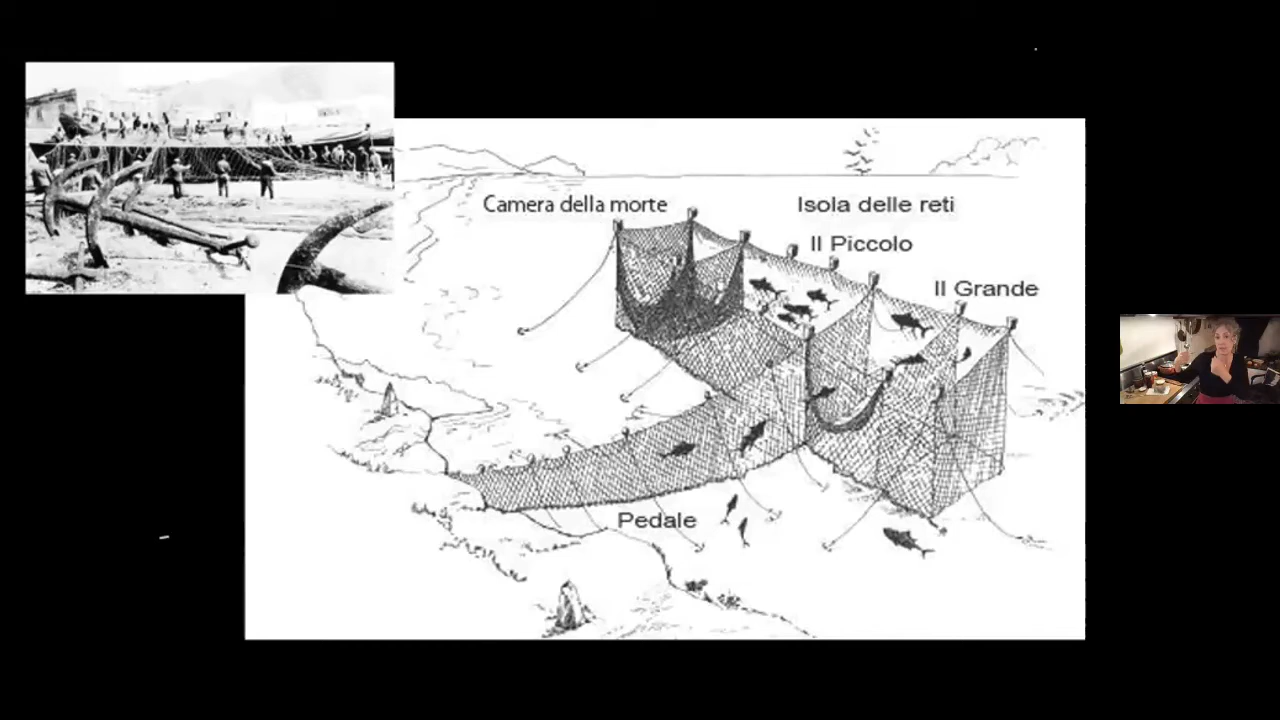 Camera della morte
Isola delle reti
Il Piccolo
Il Grande
Pedale